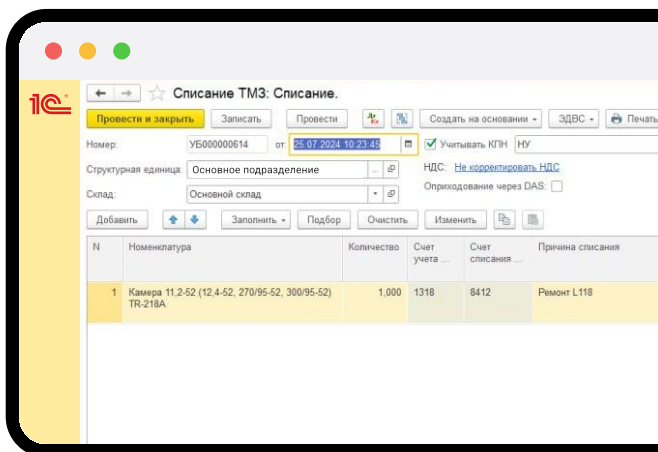 1С
Списание ТМЗ: Списание.
Провести и закрыть Записать Провести Дт Кт Создать на основании ЭДВС Печать
Номер: УБ000000614 от: 25.07.2024 10:23:45 Учитывать КПН НУ
Структурная единица: Основное подразделение ... НДС: Не корректировать НДС
Склад: Основной склад Оприходование через DAS:
Добавить Заполнить Подбор Очистить Изменить
N Номенклатура Количество Счет учета ... Счет списания ... Причина списания
1 Камера 11,2-52 (12,4-52, 270/95-52, 300/95-52) 1,000 1318 8412 Ремонт L118
TR-218A